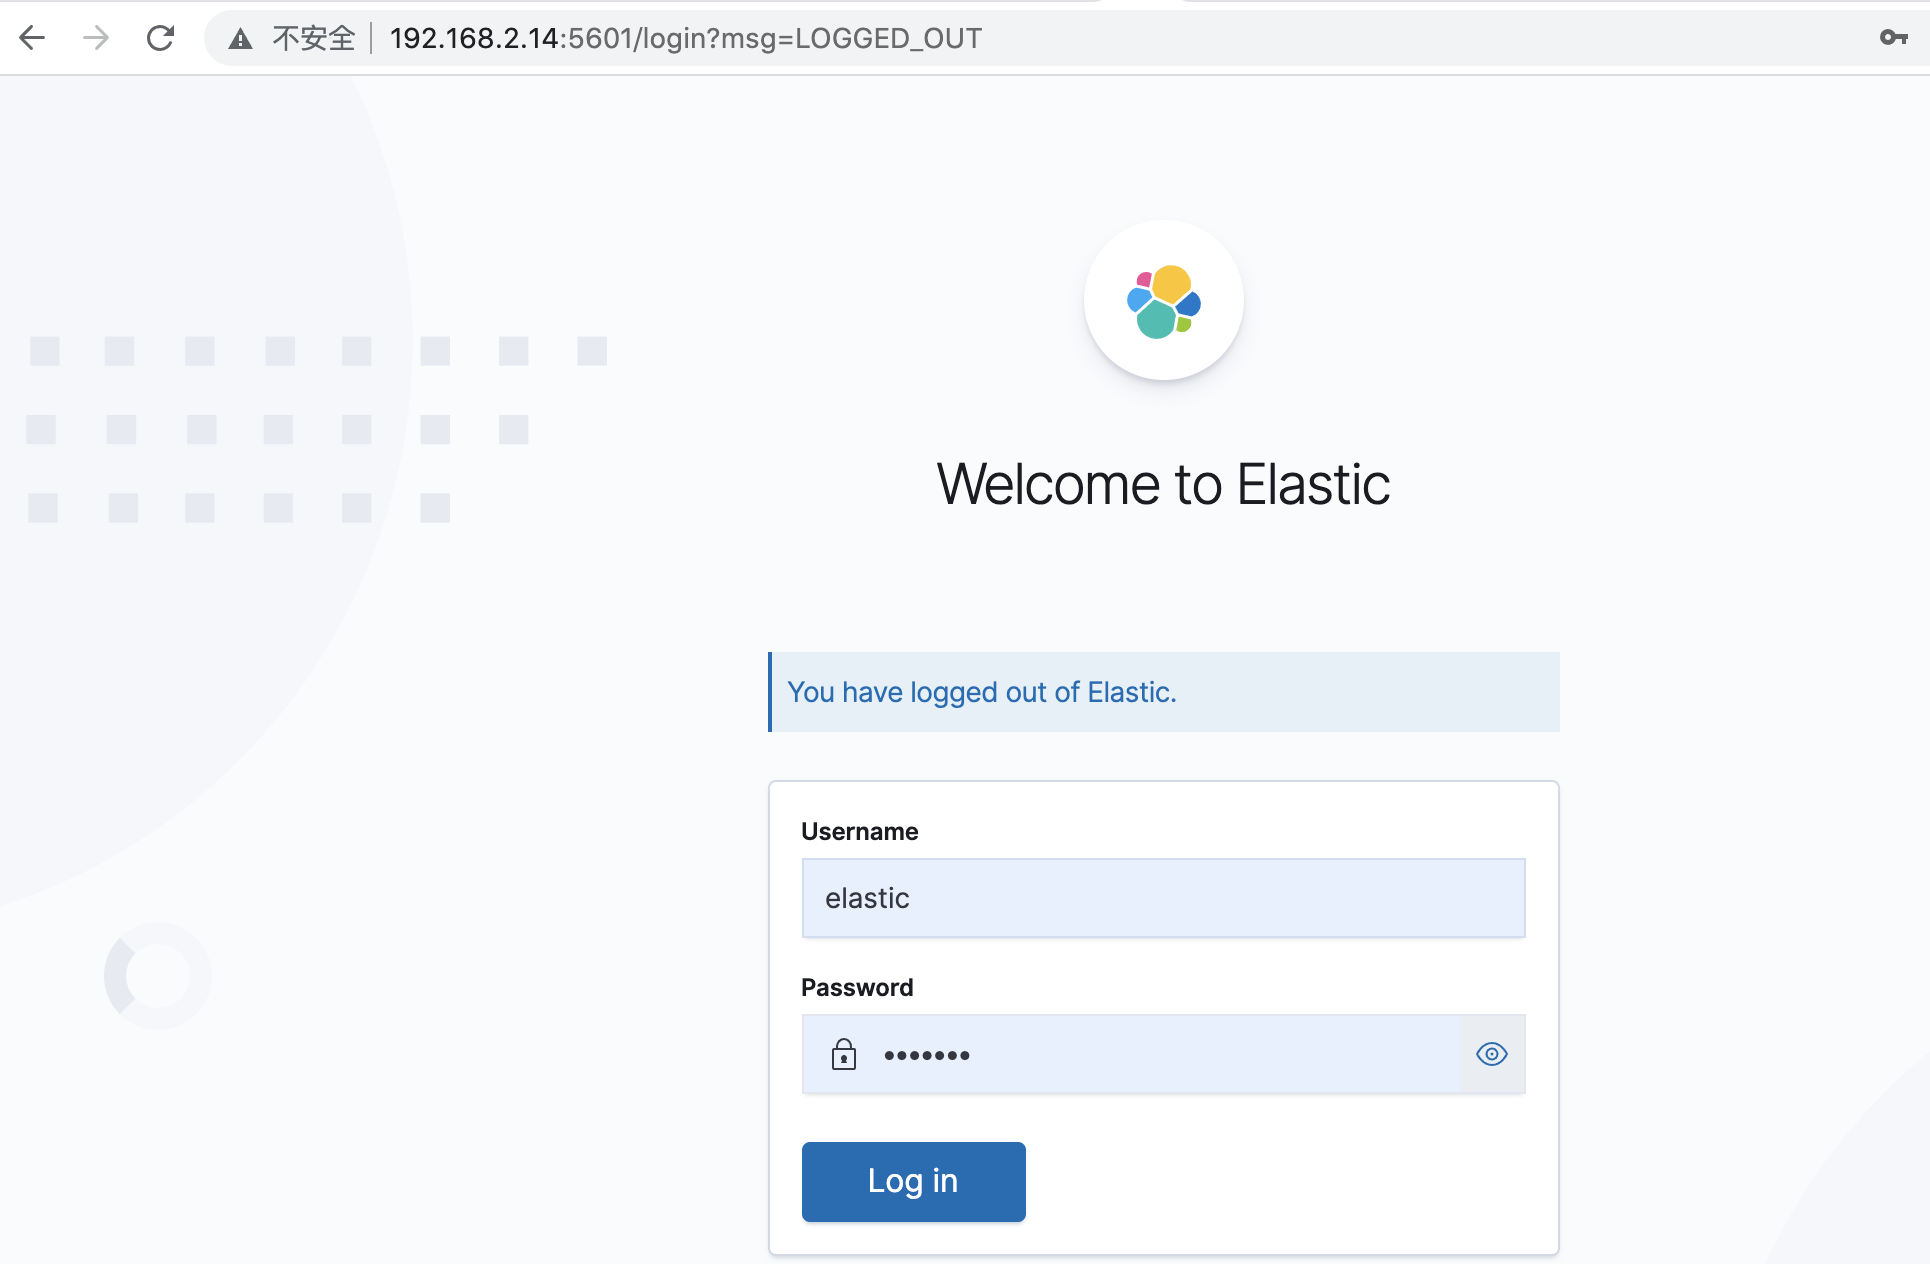 不安全 192.168.2.14:5601/login?msg=LOGGED_OUT
Welcome to Elastic
You have logged out of Elastic.
Username
elastic
Password
•••••••
Log in